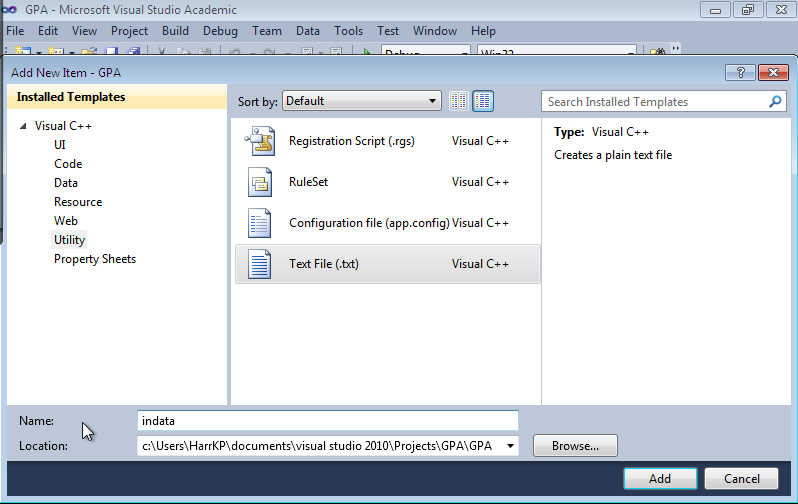 GPA - Microsoft Visual Studio Academic
File Edit View Project Build Debug Team Data Tools Test Window Help
Debug Win32
Add New Item - GPA
Installed Templates
Visual C++
UI
Code
Data
Resource
Web
Utility
Property Sheets
Sort by: Default
Search Installed Templates
Registration Script (.rgs) Visual C++
RuleSet Visual C++
Configuration file (app.config) Visual C++
Text File (.txt) Visual C++
Type: Visual C++
Creates a plain text file
Name: indata
Location: c:\Users\HarrKP\documents\visual studio 2010\Projects\GPA\GPA
Browse...
Add Cancel